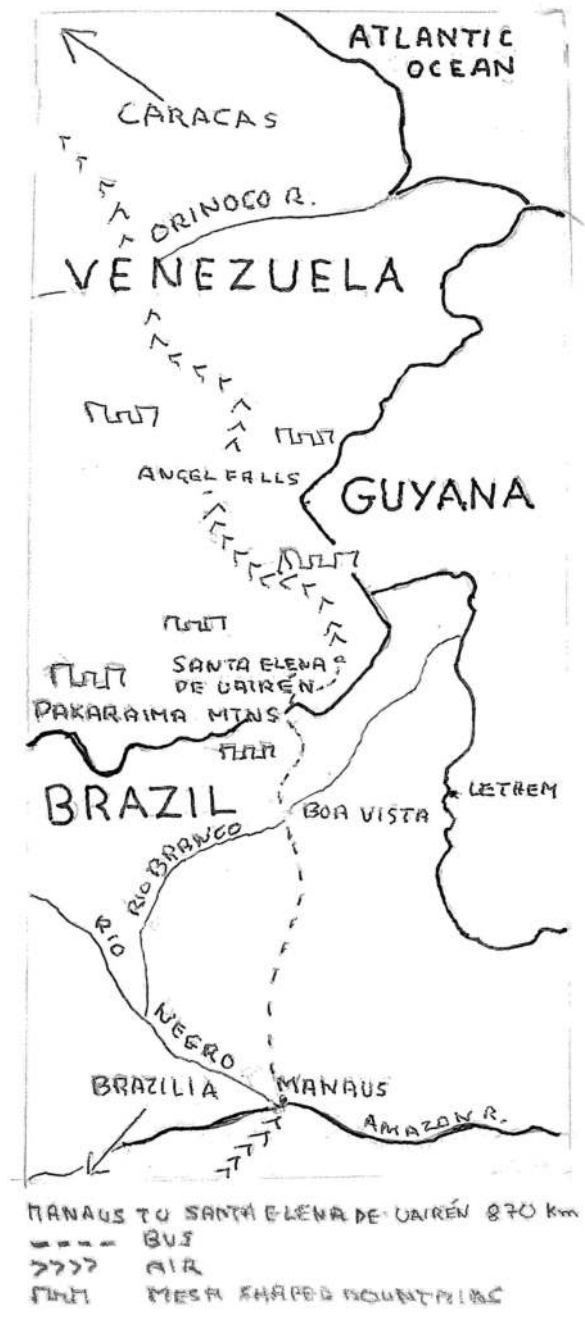 ATLANTIC
OCEAN
CARACAS
ORINOCO R.
VENEZUELA
ANGEL FALLS
GUYANA
SANTA ELENA
DE UAIRÉN
PAKARAIMA MTNS
BRAZIL
LETHEM
BOA VISTA
RIO BRANCO
RIO
NEGRO
BRAZILIA
MANAUS
AMAZON R.
MANAUS TO SANTA ELENA DE UAIRÉN 870 km
BUS
AIR
MESA SHAPED MOUNTAINS